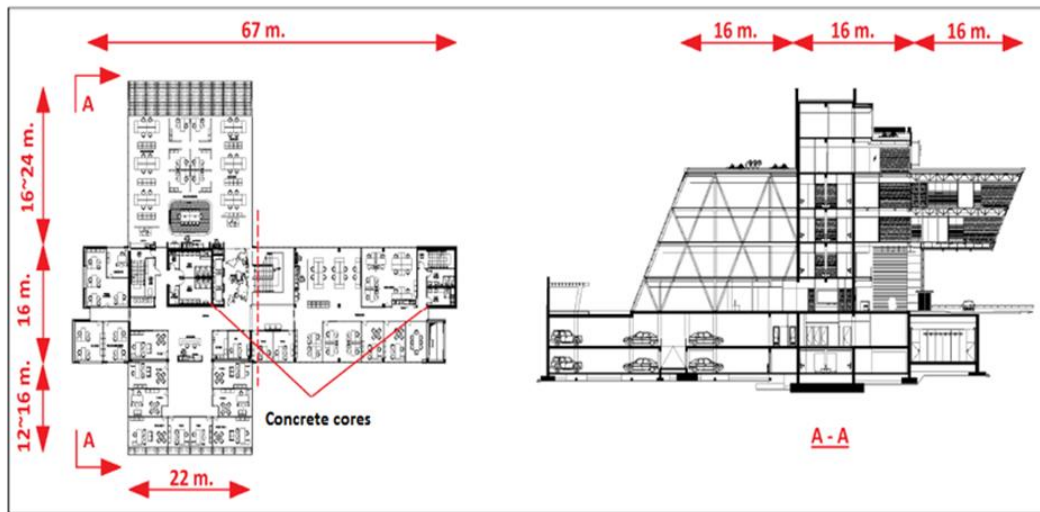 67 m.
16 m.
16 m.
16 m.
A
16~24 m.
16 m.
12~16 m.
Concrete cores
A
A - A
22 m.